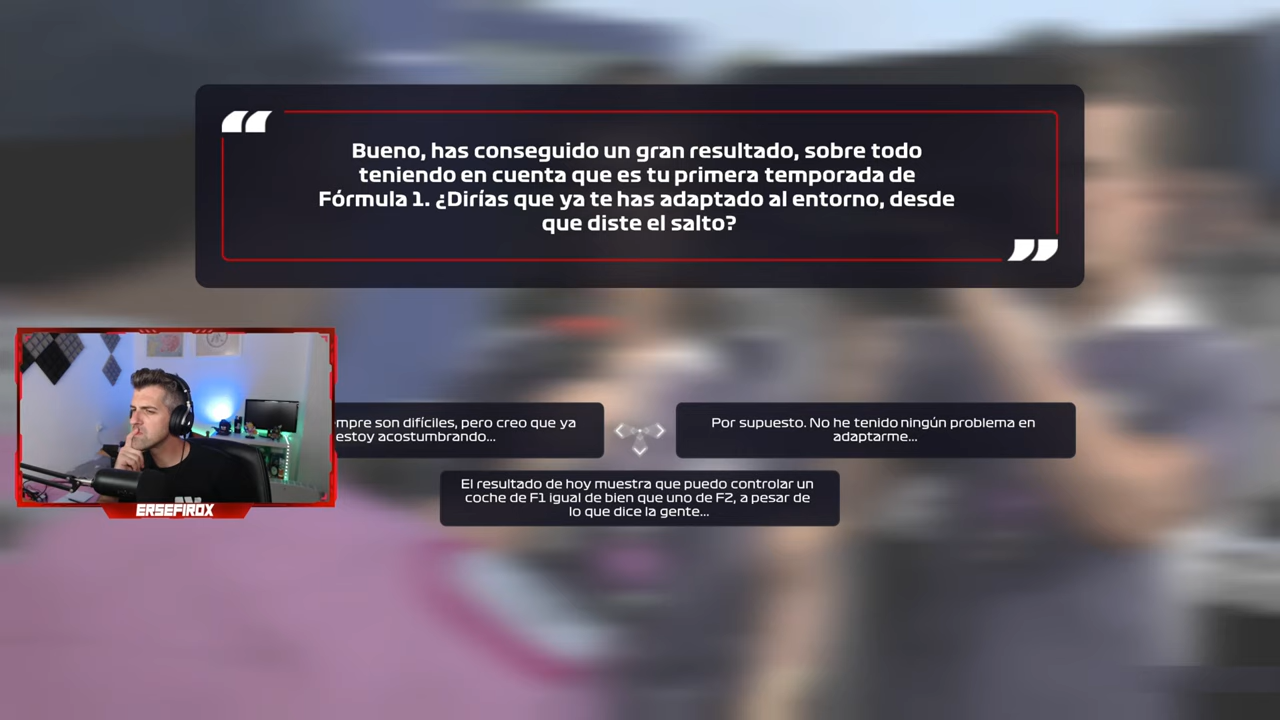 Bueno, has conseguido un gran resultado, sobre todo
teniendo en cuenta que es tu primera temporada de
Fórmula 1. ¿Dirías que ya te has adaptado al entorno, desde
que diste el salto?
mpre son difíciles, pero creo que ya
estoy acostumbrando...
Por supuesto. No he tenido ningún problema en
adaptarme...
El resultado de hoy muestra que puedo controlar un
coche de F1 igual de bien que uno de F2, a pesar de
lo que dice la gente...
ERSEFIROX